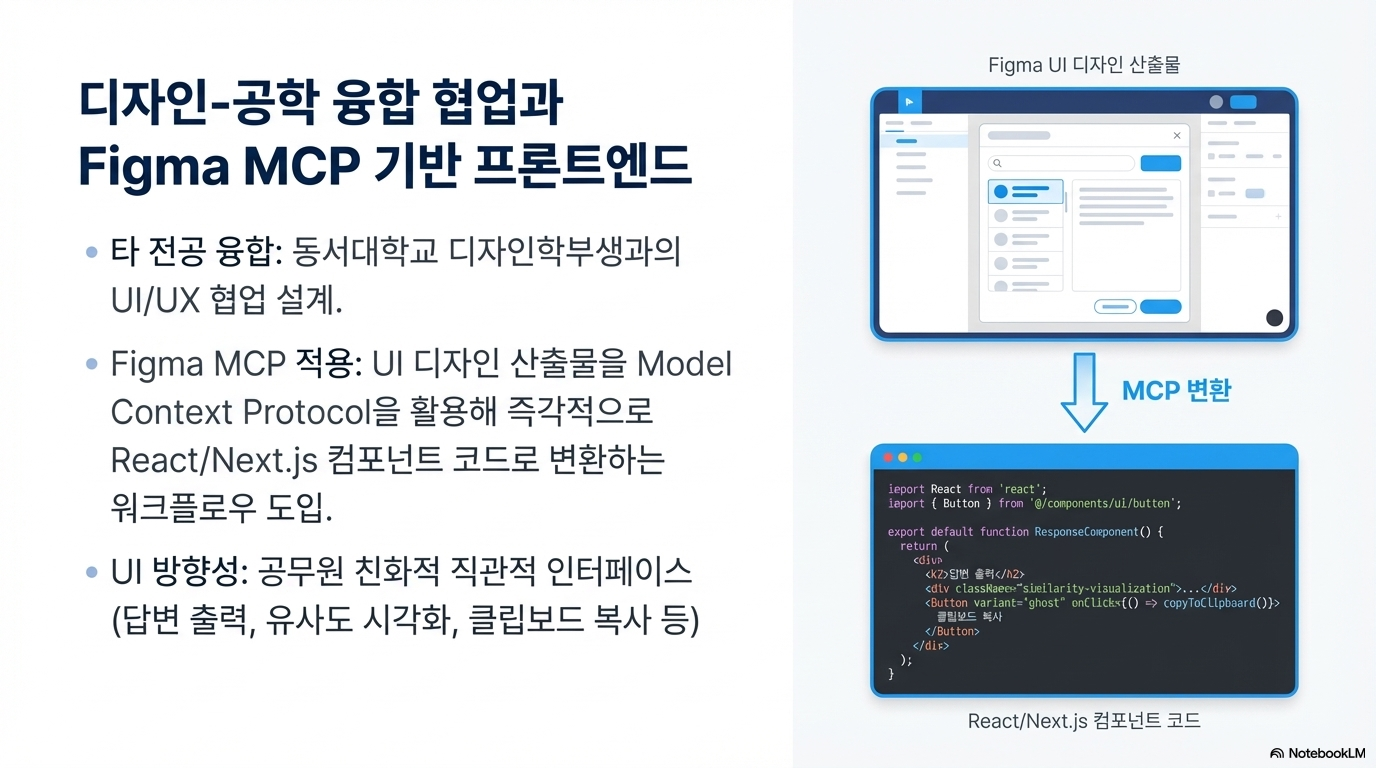 디자인-공학 융합 협업과
Figma MCP 기반 프론트엔드
• 타 전공 융합: 동서대학교 디자인학부생과의
UI/UX 협업 설계.
• Figma MCP 적용: UI 디자인 산출물을 Model
Context Protocol을 활용해 즉각적으로
React/Next.js 컴포넌트 코드로 변환하는
워크플로우 도입.
• UI 방향성: 공무원 친화적 직관적 인터페이스
(답변 출력, 유사도 시각화, 클립보드 복사 등)
Figma UI 디자인 산출물
MCP 변환
import React from 'react';
import { Button } from '@/components/ui/button';
export default function ResponseComponent() {
return (
<div>
<K2>답변 출력</h2>
<div className="similarity-visualization">...</div>
<Button variant="ghost" onClick={() => copyToClipboard()}>
클립보드 복사
</Button>
</div>
);
}
React/Next.js 컴포넌트 코드
NotebookLM